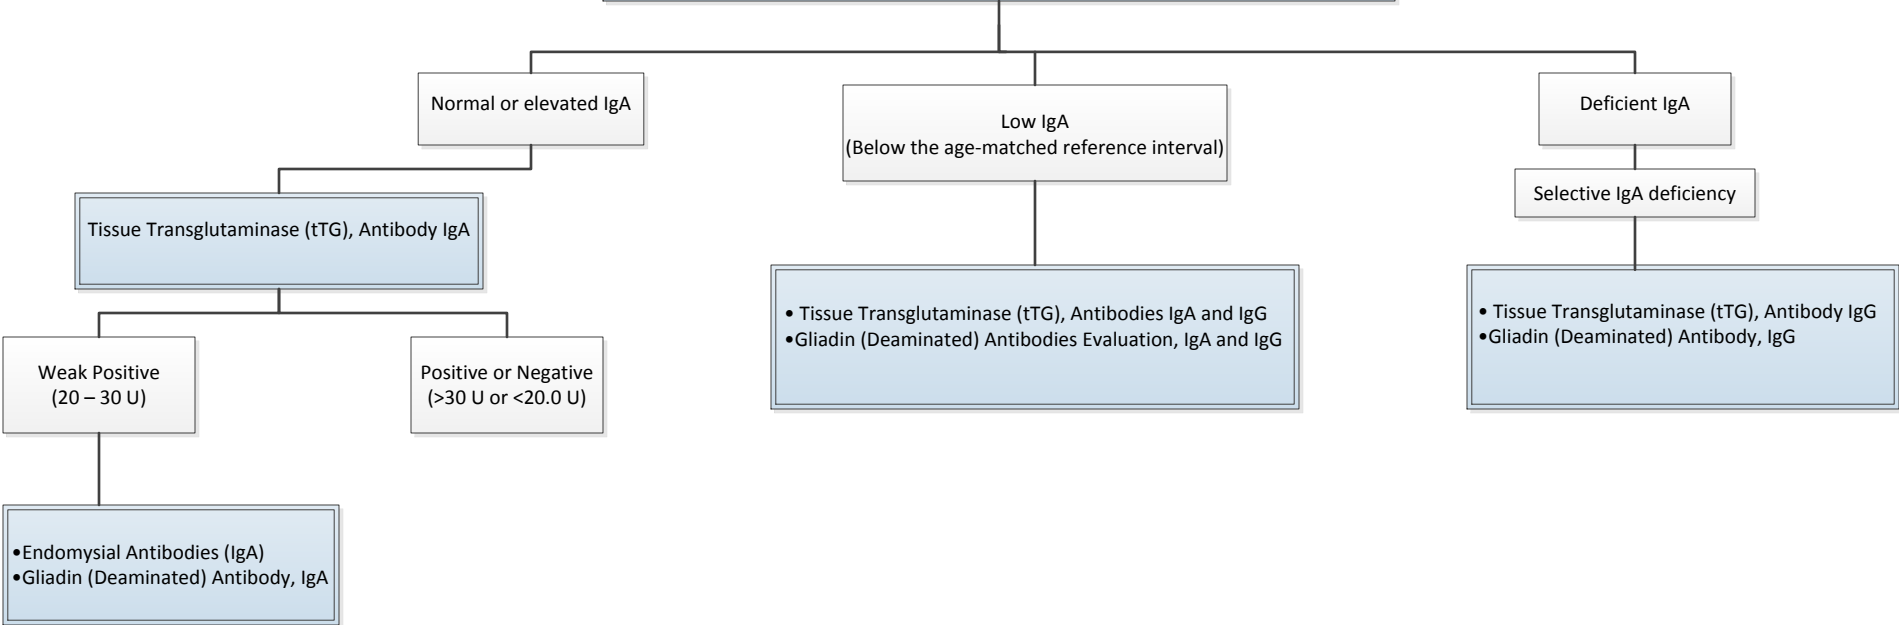 Normal or elevated IgA
Low IgA
(Below the age-matched reference interval)
Deficient IgA
Selective IgA deficiency
Tissue Transglutaminase (tTG), Antibody IgA
• Tissue Transglutaminase (tTG), Antibodies IgA and IgG
•Gliadin (Deaminated) Antibodies Evaluation, IgA and IgG
• Tissue Transglutaminase (tTG), Antibody IgG
•Gliadin (Deaminated) Antibody, IgG
Weak Positive
(20 – 30 U)
Positive or Negative
(>30 U or <20.0 U)
•Endomysial Antibodies (IgA)
•Gliadin (Deaminated) Antibody, IgA